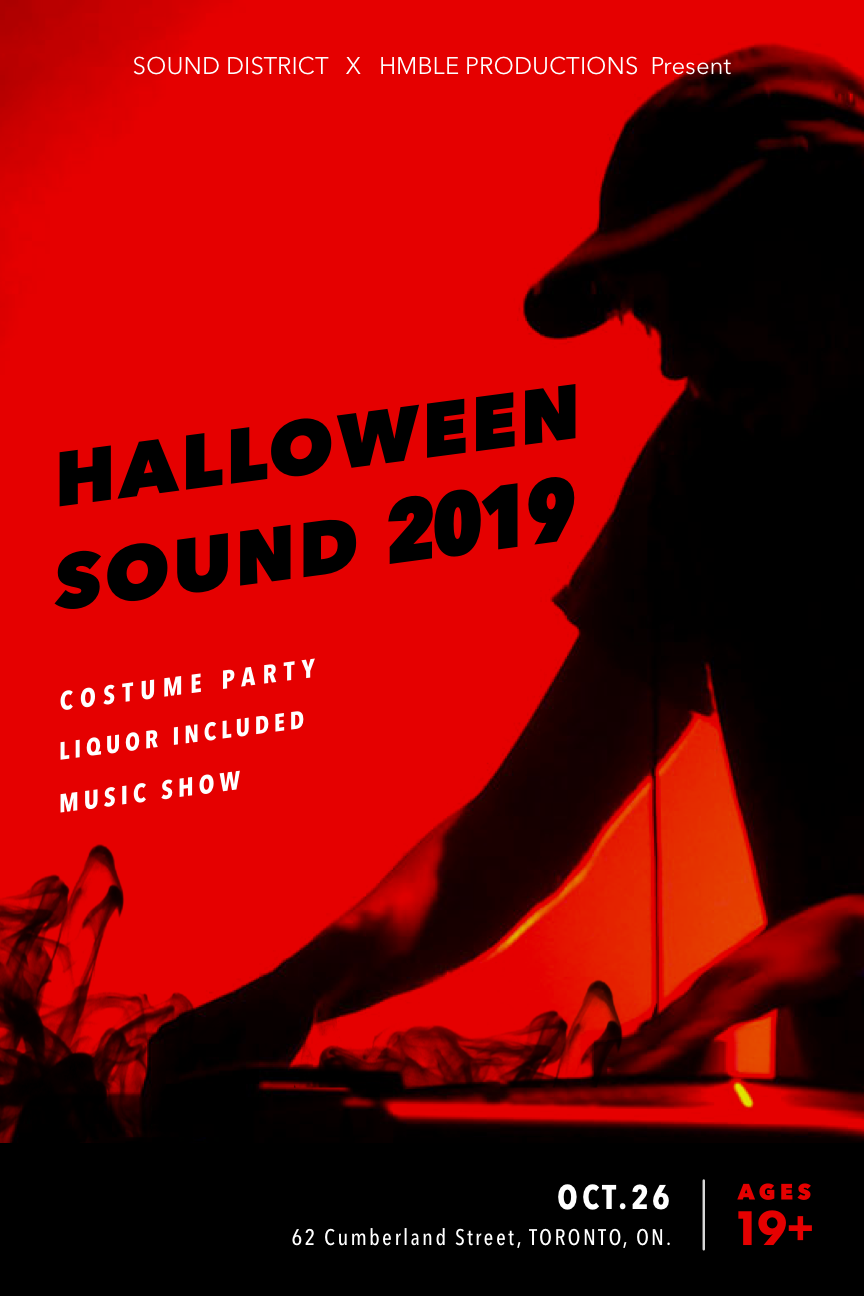 SOUND DISTRICT X HMBLE PRODUCTIONS Present
HALLOWEEN
SOUND 2019
COSTUME PARTY
LIQUOR INCLUDED
MUSIC SHOW
OCT.26
62 Cumberland Street, TORONTO, ON.
AGES
19+